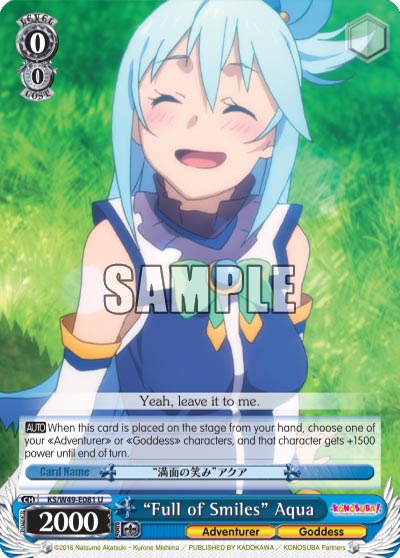 LEVEL
0
0
COST
SAMPLE
Yeah, leave it to me.
AUTO When this card is placed on the stage from your hand, choose one of
your «Adventurer» or «Goddess» characters, and that character gets +1500
power until end of turn.
Card Name
“満面の笑み”アクア
CH
KS/W49-E081 U
POWER
2000
SOUL
“Full of Smiles” Aqua
KONOSUBA!
Adventurer
Goddess
©2016 Natsume Akatsuki・Kurone Mishima / PUBLISHED BY KADOKAWA / KONOSUBA Partners